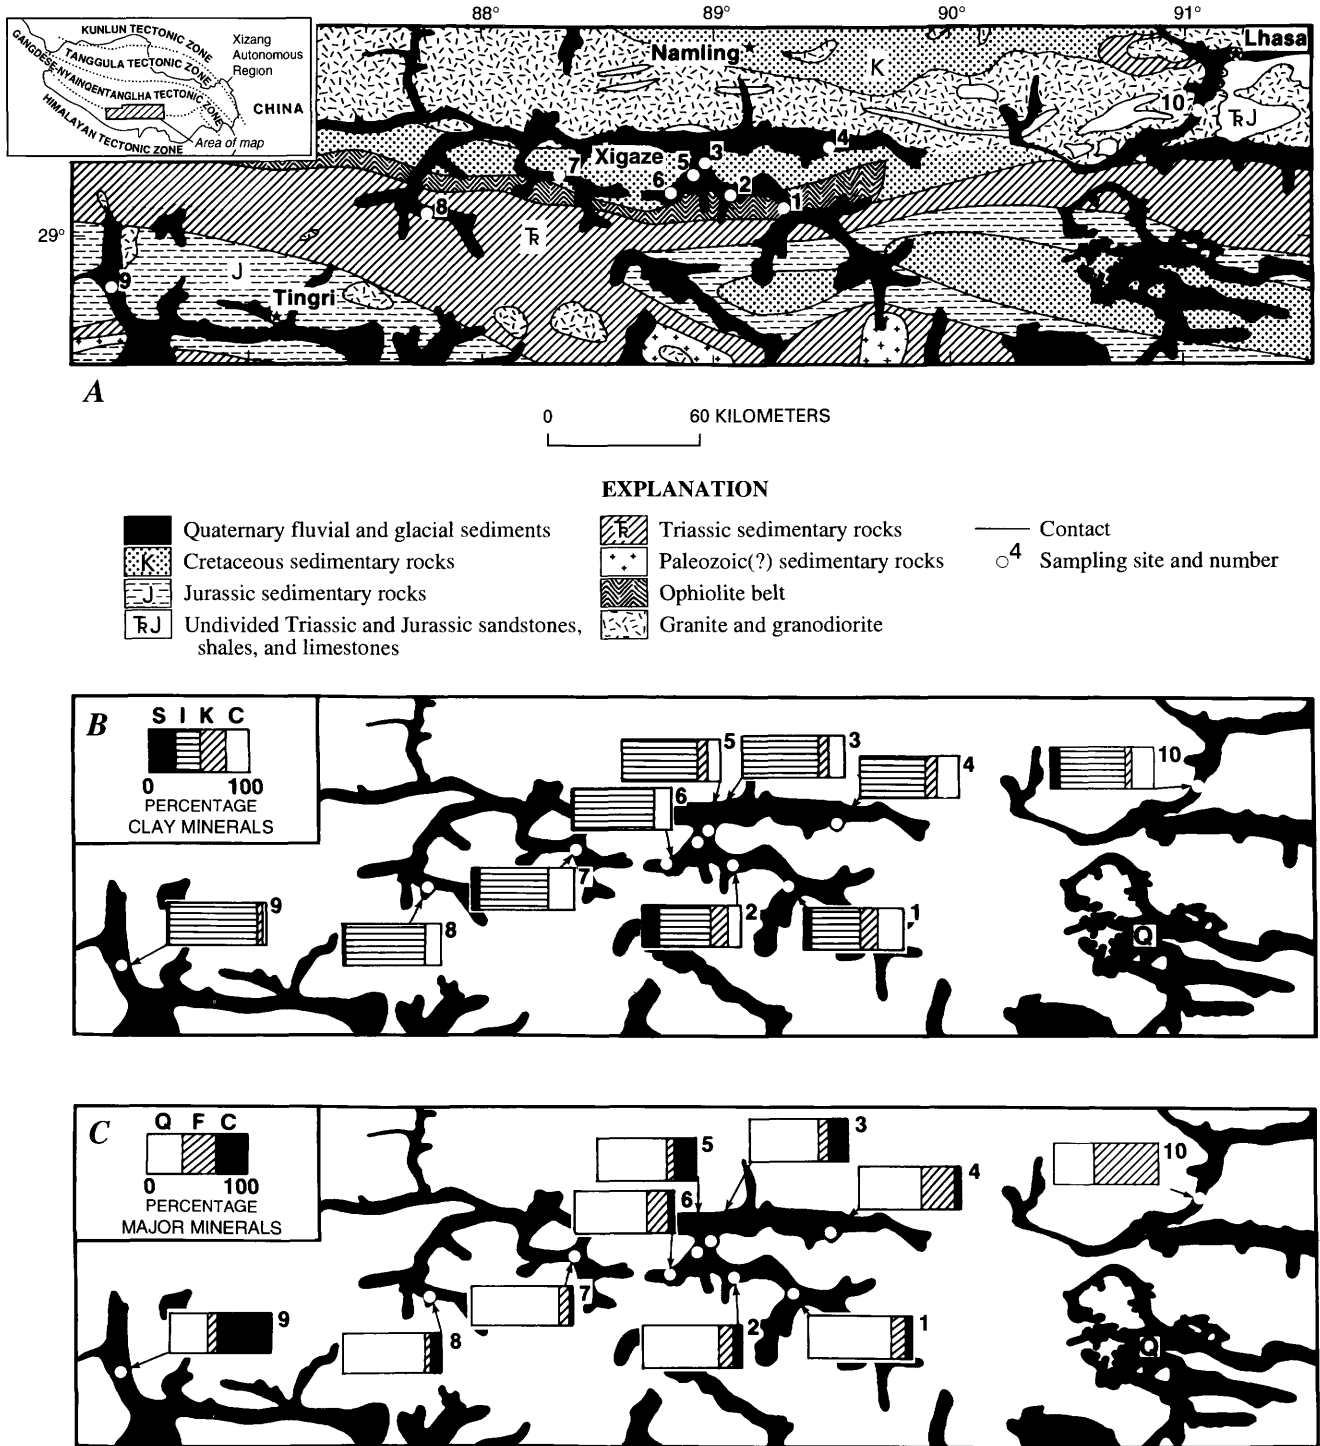 88° 89° 90° 91°
KUNLUN TECTONIC ZONE
TANGGULA TECTONIC ZONE
GANGDESE-NYAINQENTANGLHA TECTONIC ZONE
HIMALAYAN TECTONIC ZONE
Xizang
Autonomous
Region
CHINA
Area of map
Namling
K
Lhasa
10
TRJ
4
3
5
Xigaze
7
6
2
1
8
TR
29°
J
9
Tingri
A
0 60 KILOMETERS
EXPLANATION
Quaternary fluvial and glacial sediments
K Cretaceous sedimentary rocks
J Jurassic sedimentary rocks
TRJ Undivided Triassic and Jurassic sandstones,
shales, and limestones
TR Triassic sedimentary rocks
Paleozoic(?) sedimentary rocks
Ophiolite belt
Granite and granodiorite
Contact
4 Sampling site and number
B
S I K C
0 100
PERCENTAGE
CLAY MINERALS
5
3
4
10
6
7
9
8
2
1
Q
C
Q F C
0 100
PERCENTAGE
MAJOR MINERALS
5
3
4
10
6
7
9
8
2
1
Q